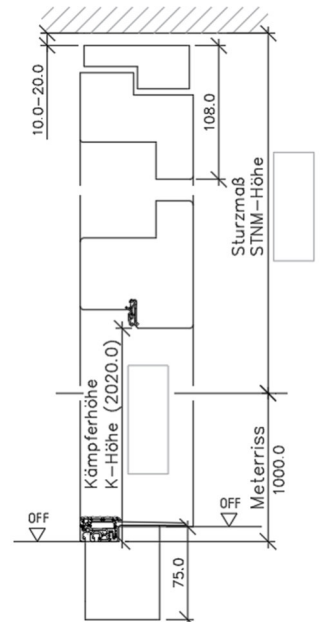 10.0-20.0
108.0
Sturzmaß
STNM-Höhe
Kämpferhöhe
K-Höhe (2020.0)
Meterriss
1000.0
OFF
OFF
75.0